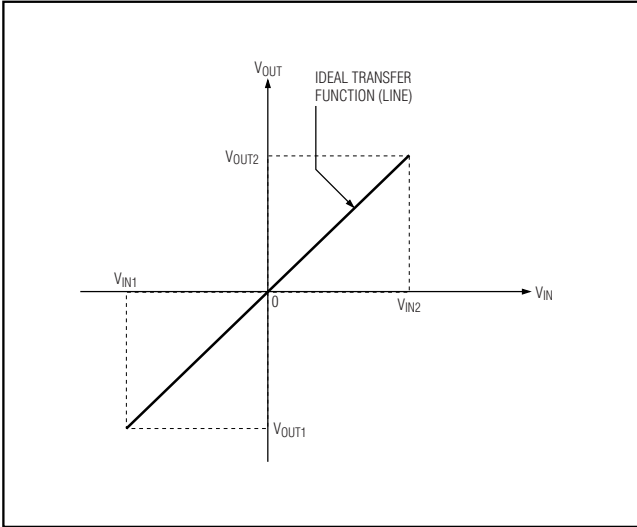 VOUT
IDEAL TRANSFER
FUNCTION (LINE)
VOUT2
VIN1
0
VIN2
VIN
VOUT1